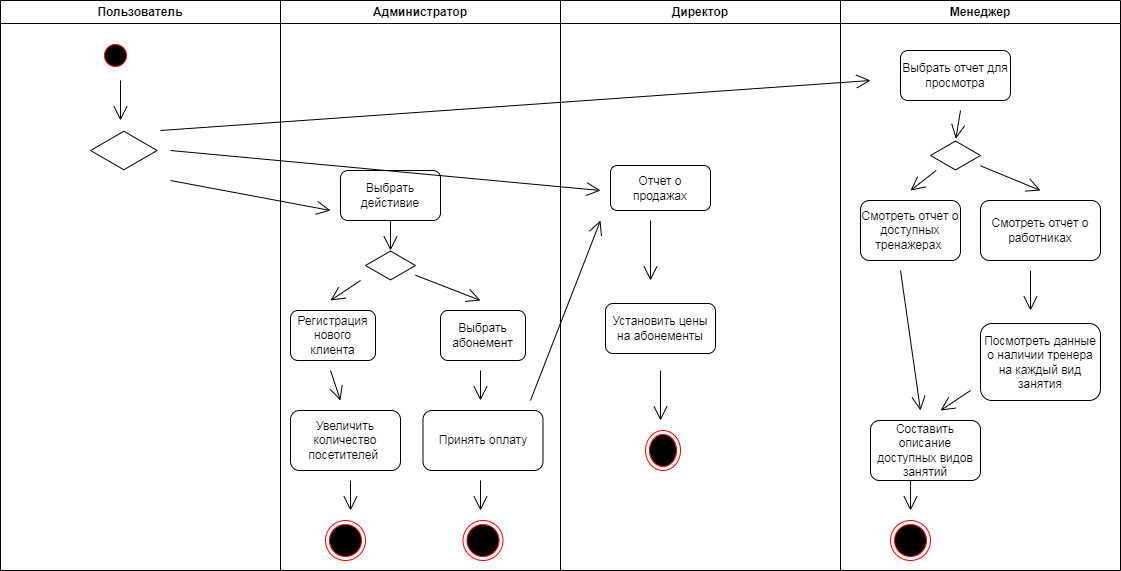 Пользователь
Администратор
Директор
Менеджер
Выбрать отчет для
просмотра
Выбрать
действие
Отчет о
продажах
Смотреть отчет о
доступных
тренажерах
Смотреть отчет о
работниках
Регистрация
нового
клиента
Выбрать
абонемент
Установить цены
на абонементы
Посмотреть данные
о наличии тренера
на каждый вид
занятия
Увеличить
количество
посетителей
Принять оплату
Составить
описание
доступных видов
занятий